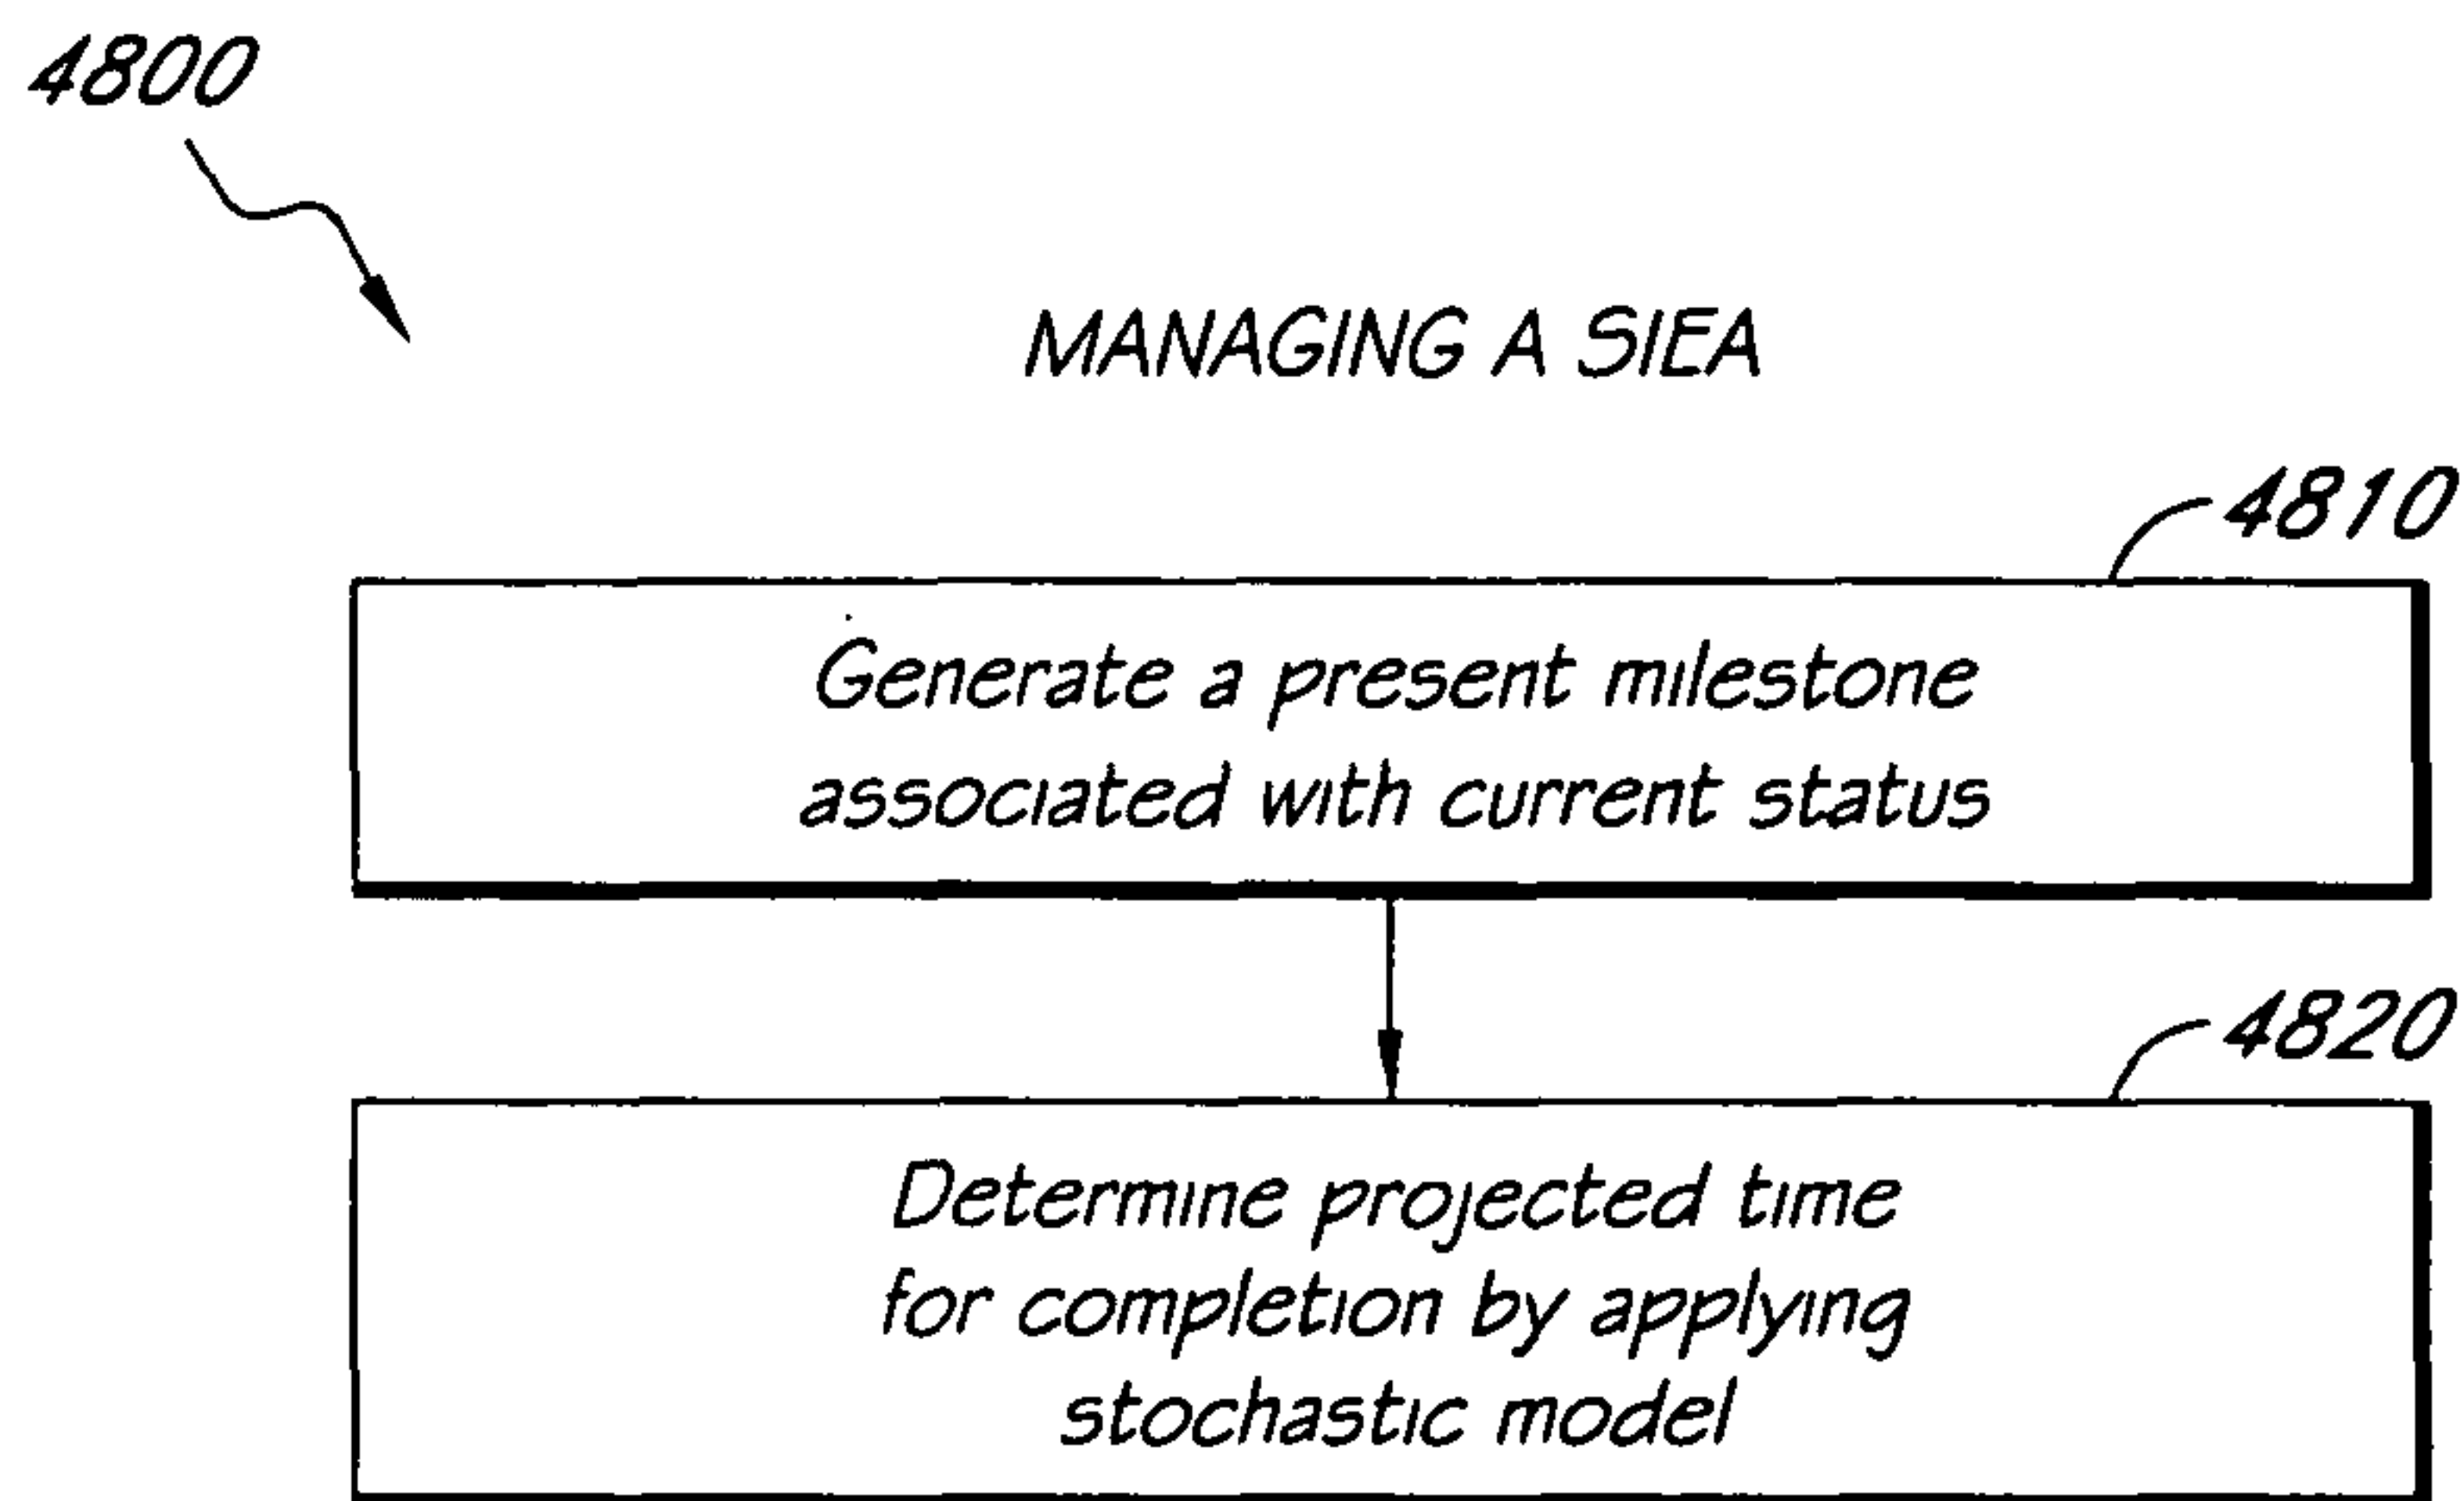 4800
MANAGING A SIEA
4810
Generate a present milestone
associated with current status
4820
Determine projected time
for completion by applying
stochastic model